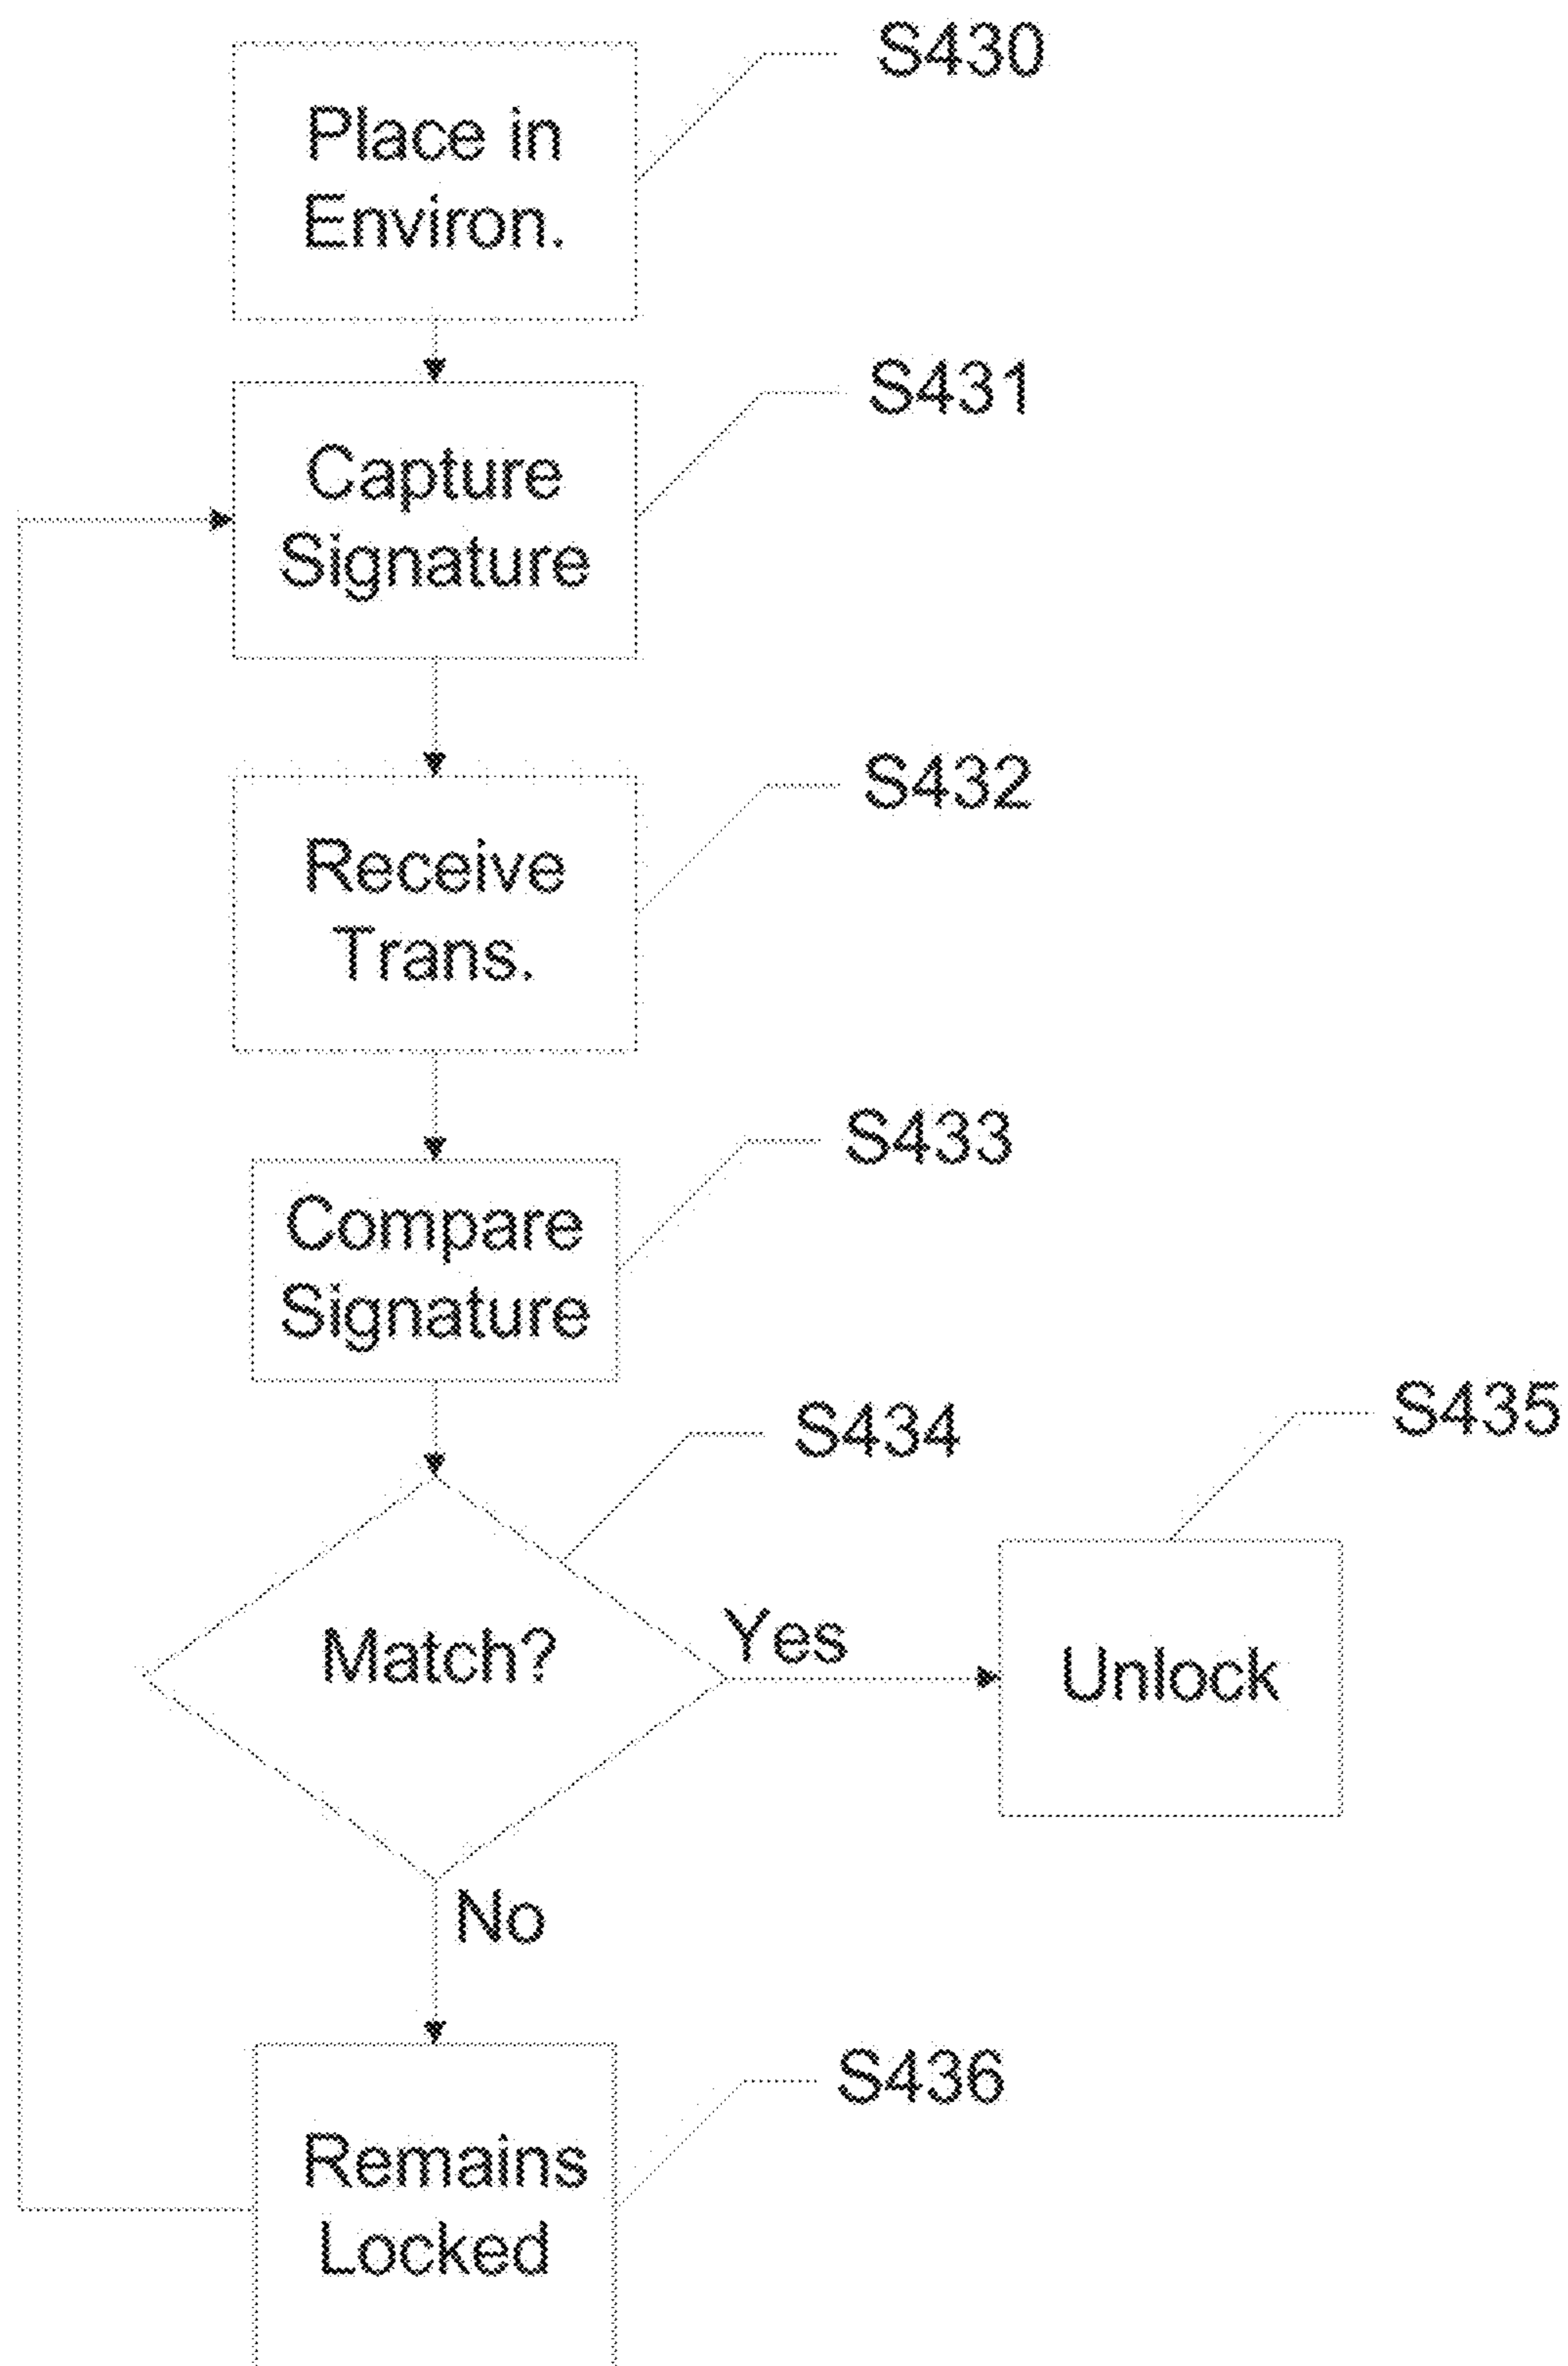 S430
Place in
Environ.
S431
Capture
Signature
S432
Receive
Trans.
S433
Compare
Signature
S434
S435
Match?
Yes
Unlock
No
S436
Remains
Locked